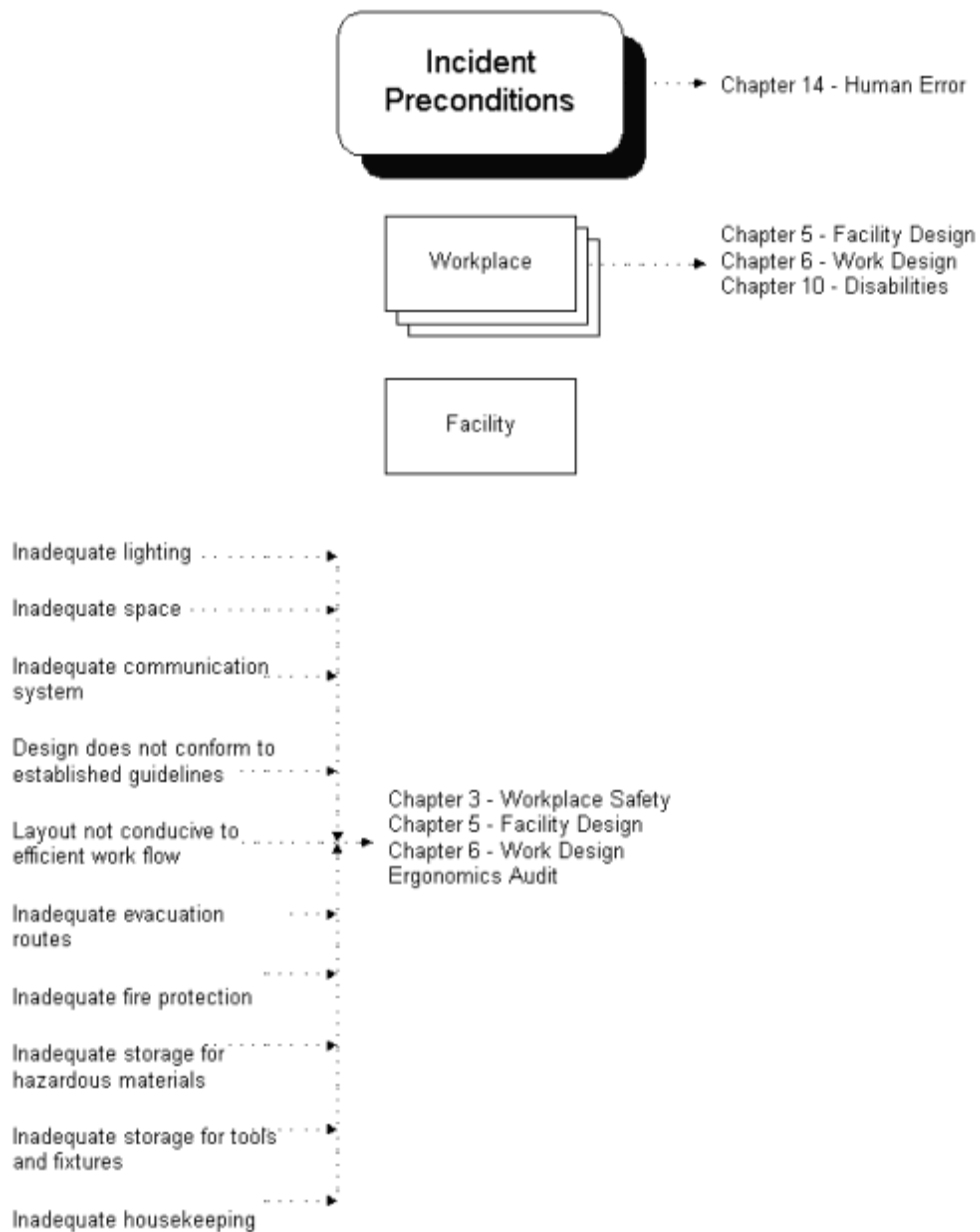 Incident
Preconditions
Chapter 14 - Human Error
Workplace
Chapter 5 - Facility Design
Chapter 6 - Work Design
Chapter 10 - Disabilities
Facility
Inadequate lighting
Inadequate space
Inadequate communication
system
Design does not conform to
established guidelines
Layout not conducive to
efficient work flow
Chapter 3 - Workplace Safety
Chapter 5 - Facility Design
Chapter 6 - Work Design
Ergonomics Audit
Inadequate evacuation
routes
Inadequate fire protection
Inadequate storage for
hazardous materials
Inadequate storage for tools
and fixtures
Inadequate housekeeping